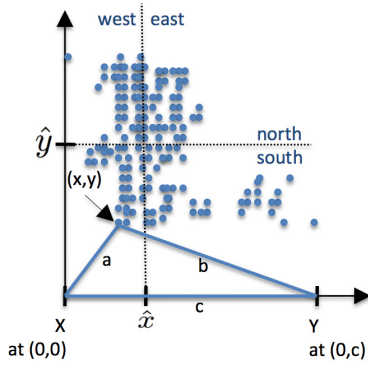 west east
ŷ
north
south
(x,y)
a
b
c
X
x̂
Y
at (0,0)
at (0,c)